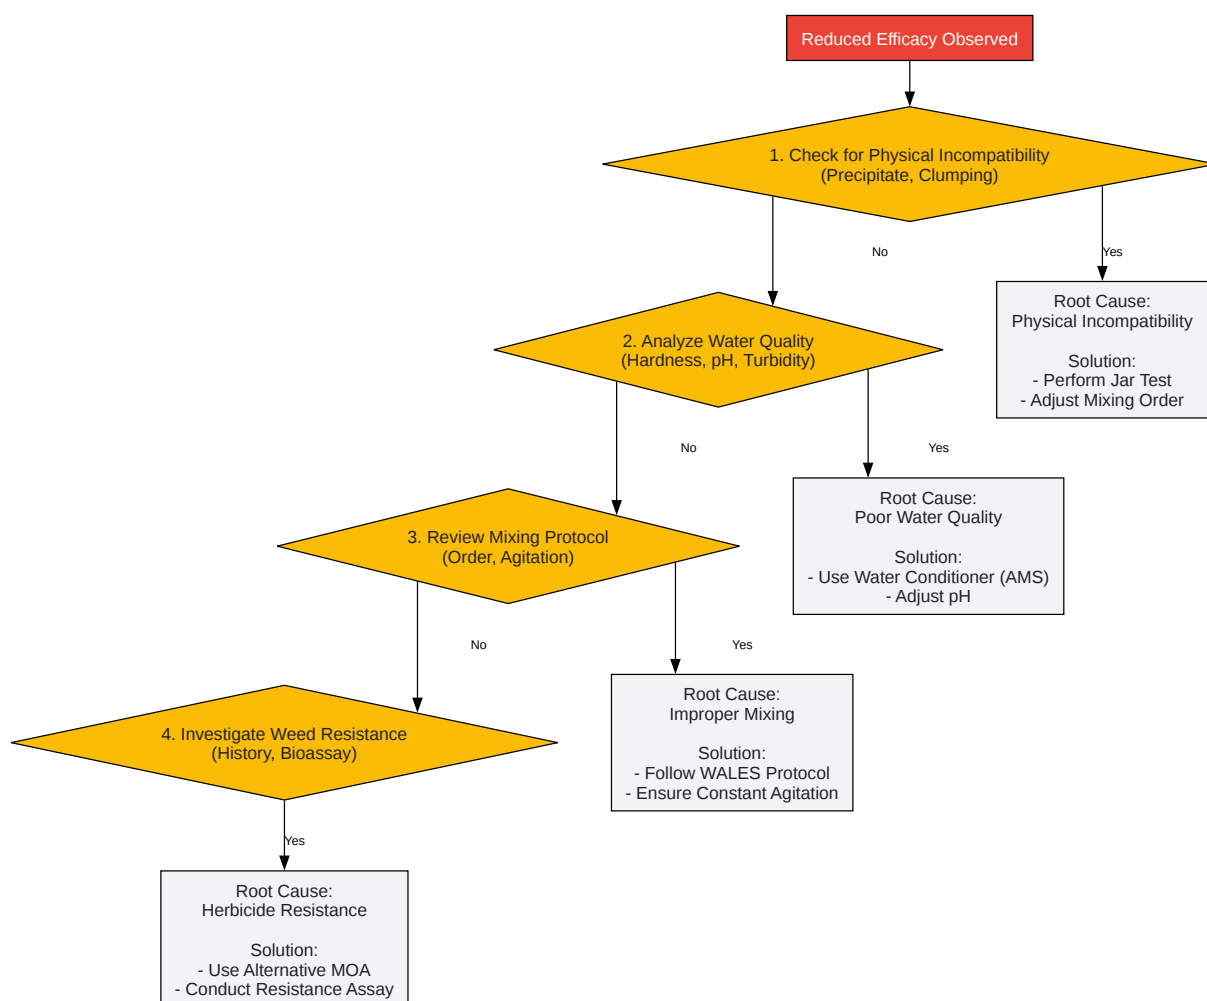 Reduced Efficacy Observed
1. Check for Physical Incompatibility
(Precipitate, Clumping)
No
Yes
Root Cause:
Physical Incompatibility
Solution:
- Perform Jar Test
- Adjust Mixing Order
2. Analyze Water Quality
(Hardness, pH, Turbidity)
No
Yes
Root Cause:
Poor Water Quality
Solution:
- Use Water Conditioner (AMS)
- Adjust pH
3. Review Mixing Protocol
(Order, Agitation)
No
Yes
Root Cause:
Improper Mixing
Solution:
- Follow WALES Protocol
- Ensure Constant Agitation
4. Investigate Weed Resistance
(History, Bioassay)
Yes
Root Cause:
Herbicide Resistance
Solution:
- Use Alternative MOA
- Conduct Resistance Assay